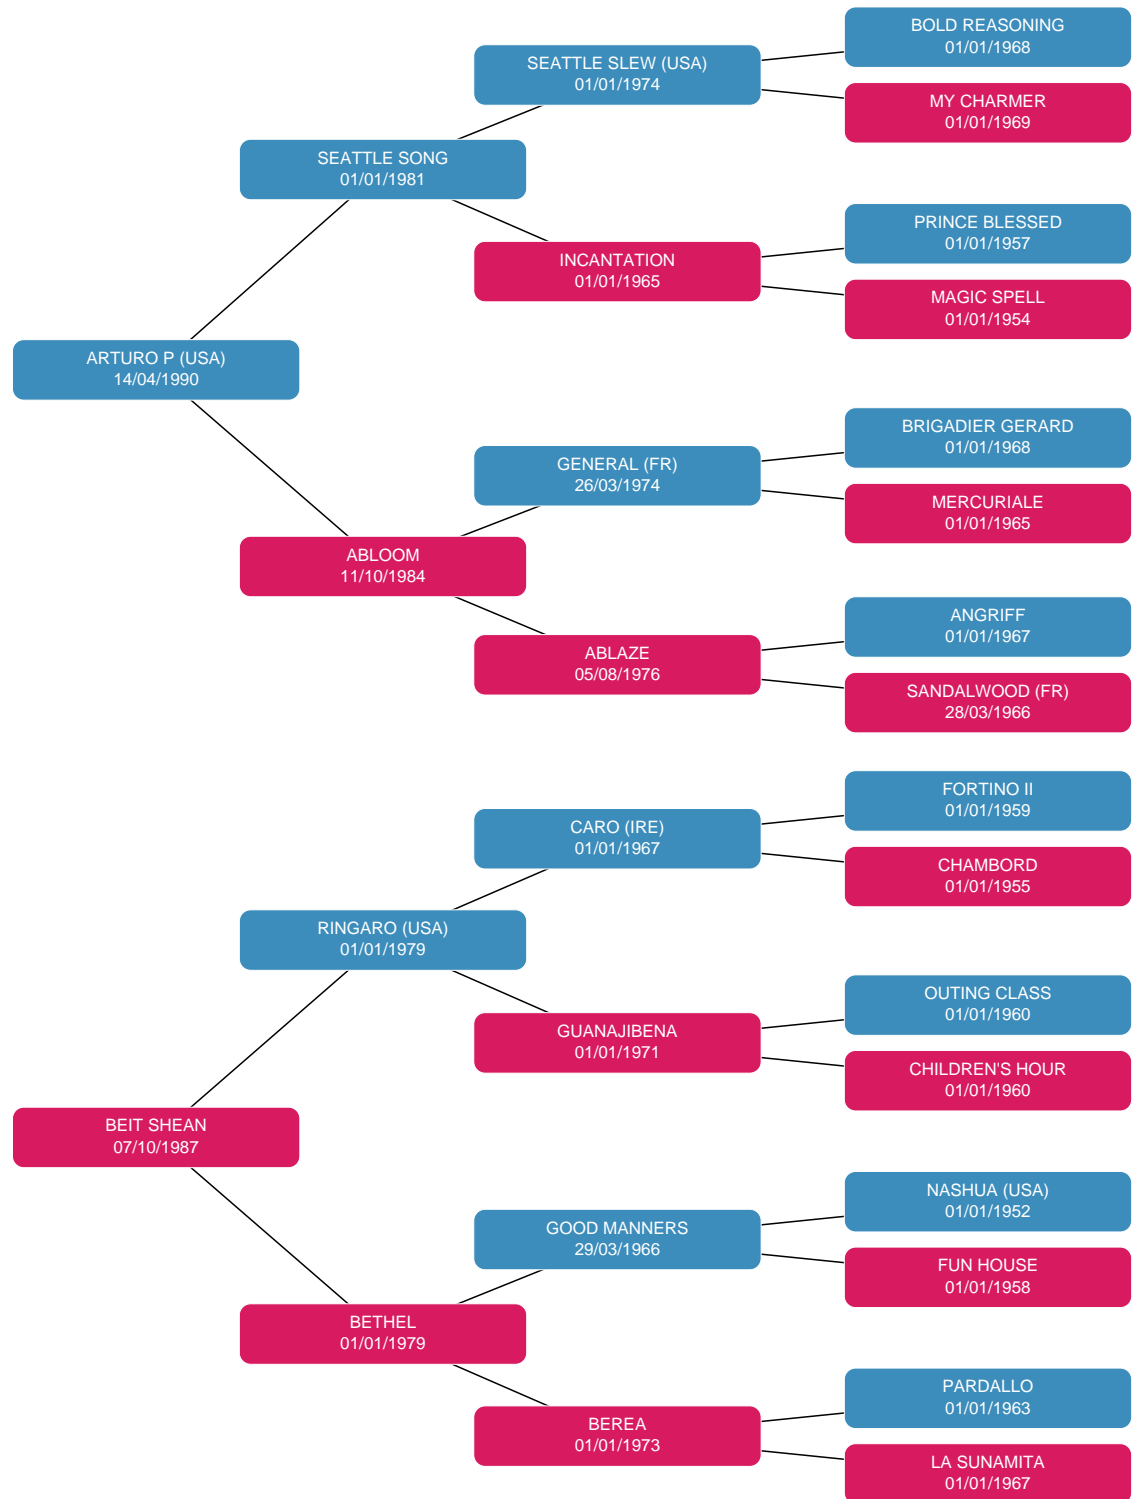 BOLD REASONING
01/01/1968
SEATTLE SLEW (USA)
01/01/1974
MY CHARMER
01/01/1969
SEATTLE SONG
01/01/1981
PRINCE BLESSED
01/01/1957
INCANTATION
01/01/1965
MAGIC SPELL
01/01/1954
ARTURO P (USA)
14/04/1990
BRIGADIER GERARD
01/01/1968
GENERAL (FR)
26/03/1974
MERCURIALE
01/01/1965
ABLOOM
11/10/1984
ANGRIFF
01/01/1967
ABLAZE
05/08/1976
SANDALWOOD (FR)
28/03/1966
FORTINO II
01/01/1959
CARO (IRE)
01/01/1967
CHAMBORD
01/01/1955
RINGARO (USA)
01/01/1979
OUTING CLASS
01/01/1960
GUANAJIBENA
01/01/1971
CHILDREN'S HOUR
01/01/1960
BEIT SHEAN
07/10/1987
NASHUA (USA)
01/01/1952
GOOD MANNERS
29/03/1966
FUN HOUSE
01/01/1958
BETHEL
01/01/1979
PARDALLO
01/01/1963
BEREA
01/01/1973
LA SUNAMITA
01/01/1967